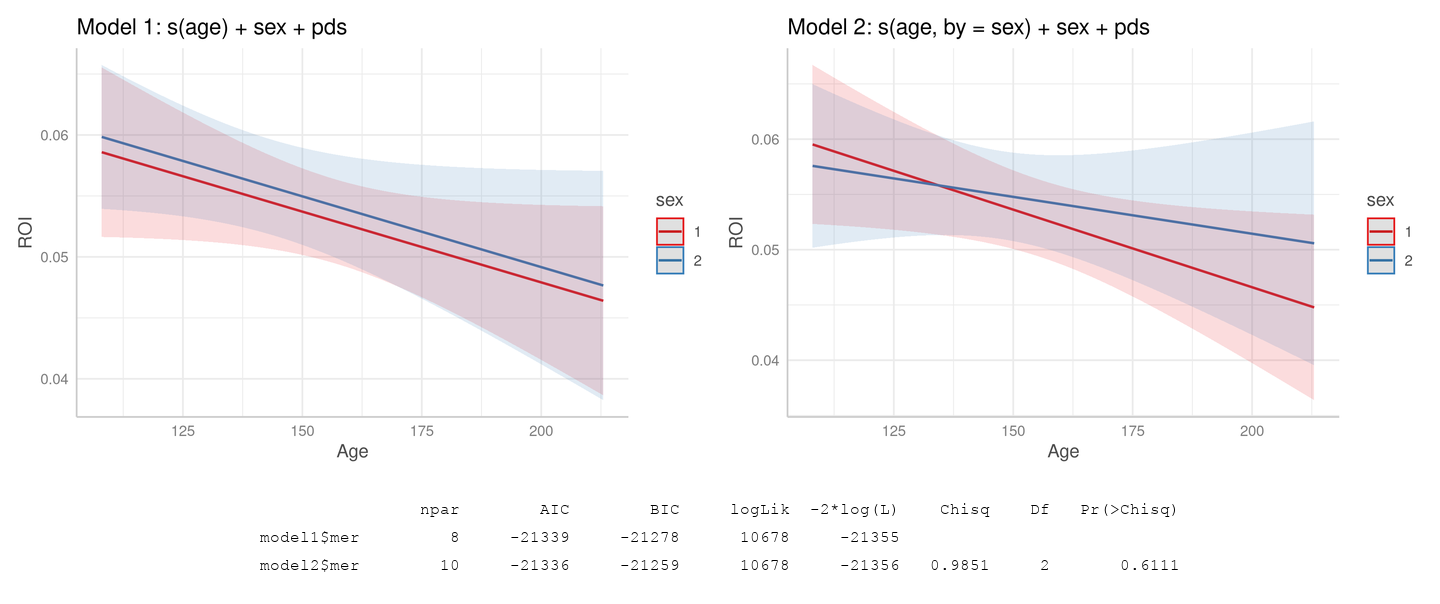 Model 1: s(age) + sex + pds
0.06
0.05
0.04
ROI
125 150 175 200
Age
sex
1
2
Model 2: s(age, by = sex) + sex + pds
0.06
0.05
0.04
ROI
125 150 175 200
Age
sex
1
2
npar AIC BIC logLik -2*log(L) Chisq Df Pr(>Chisq)
model1$mer 8 -21339 -21278 10678 -21355
model2$mer 10 -21336 -21259 10678 -21356 0.9851 2 0.6111